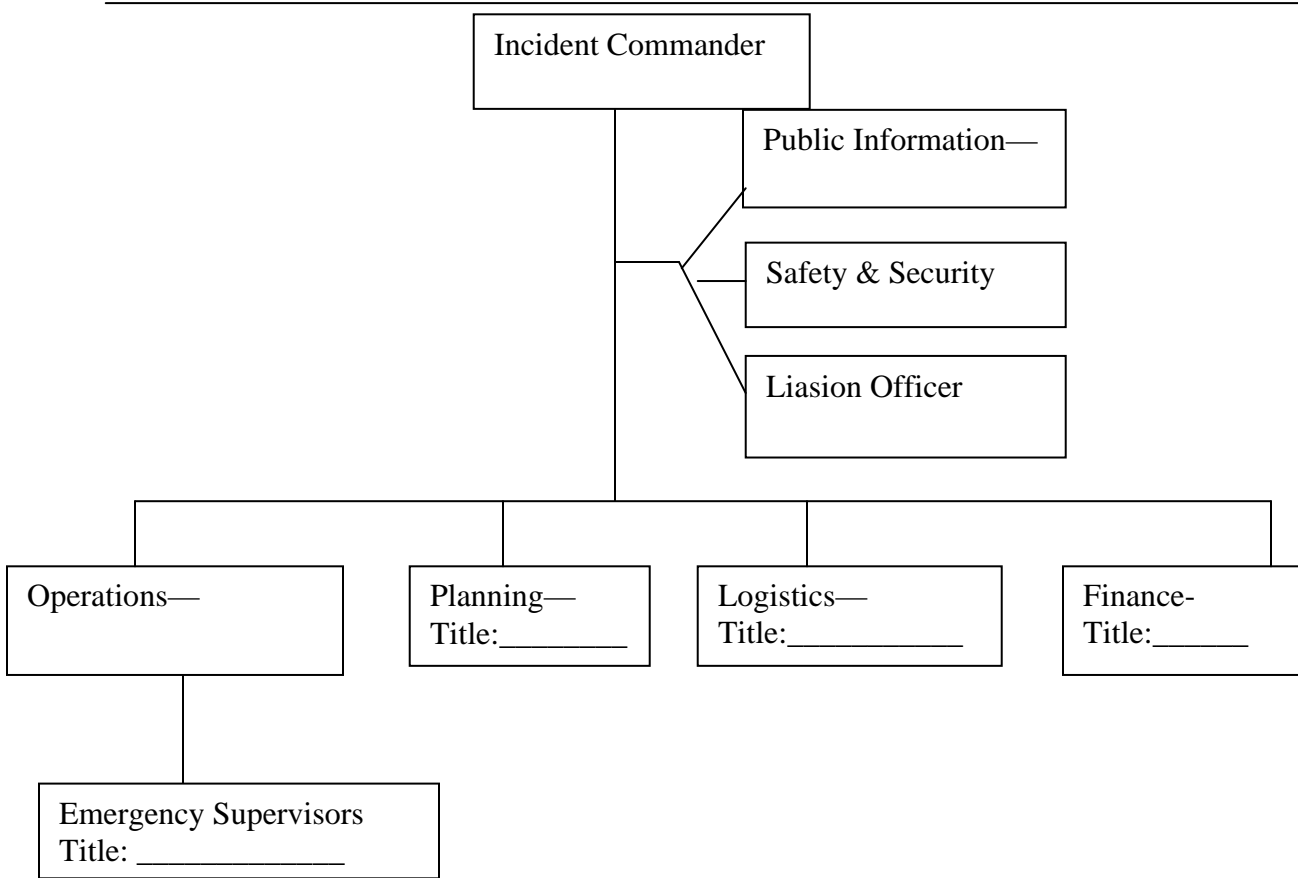 Incident Commander
Public Information—
Safety & Security
Liasion Officer
Operations—
Planning—
Title:________
Logistics—
Title:___________
Finance-
Title:______
Emergency Supervisors
Title: _____________